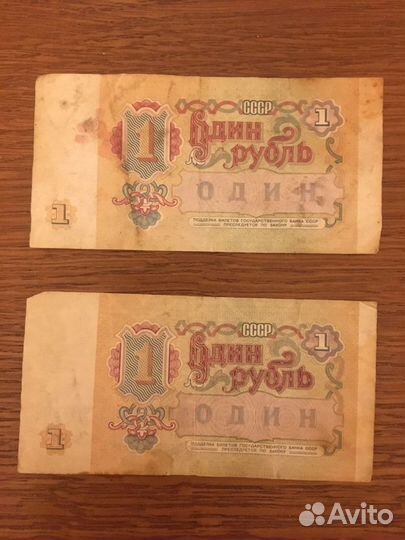 СССР
1 Один 1
рубль
ОДИН
1
ПОДДЕЛКА БИЛЕТОВ ГОСУДАРСТВЕННОГО БАНКА СССР
ПРЕСЛЕДУЕТСЯ ПО ЗАКОНУ
СССР
1 Один 1
рубль
ОДИН
1
ПОДДЕЛКА БИЛЕТОВ ГОСУДАРСТВЕННОГО БАНКА СССР
ПРЕСЛЕДУЕТСЯ ПО ЗАКОНУ
Avito